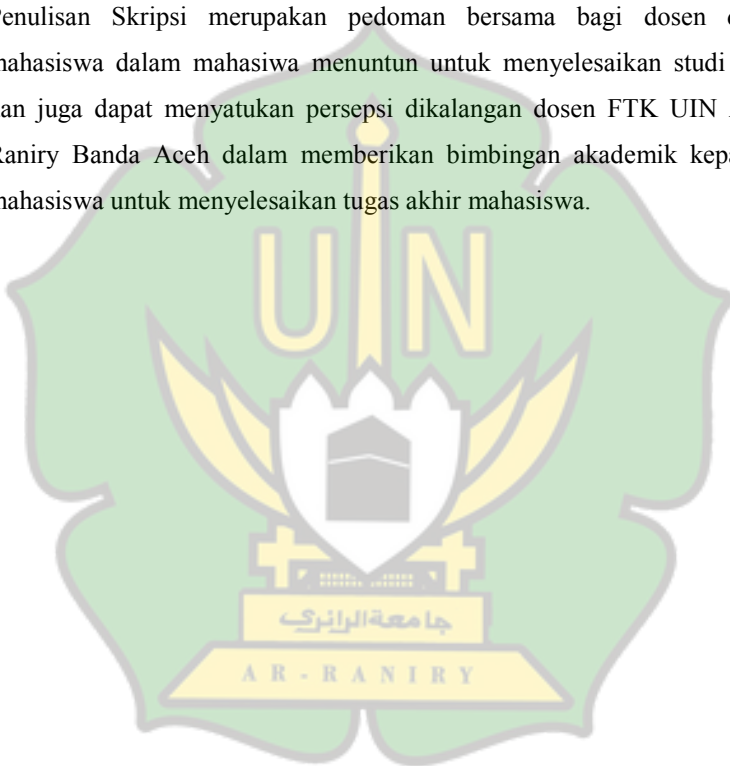 Penulisan Skripsi merupakan pedoman bersama bagi dosen
mahasiswa dalam mahasiwa menuntun untuk menyelesaikan studi
dan juga dapat menyatukan persepsi dikalangan dosen FTK UIN
Raniry Banda Aceh dalam memberikan bimbingan akademik
mahasiswa untuk menyelesaikan tugas akhir mahasiswa.
UIN
جامعة الرانري
AR-RANIRY